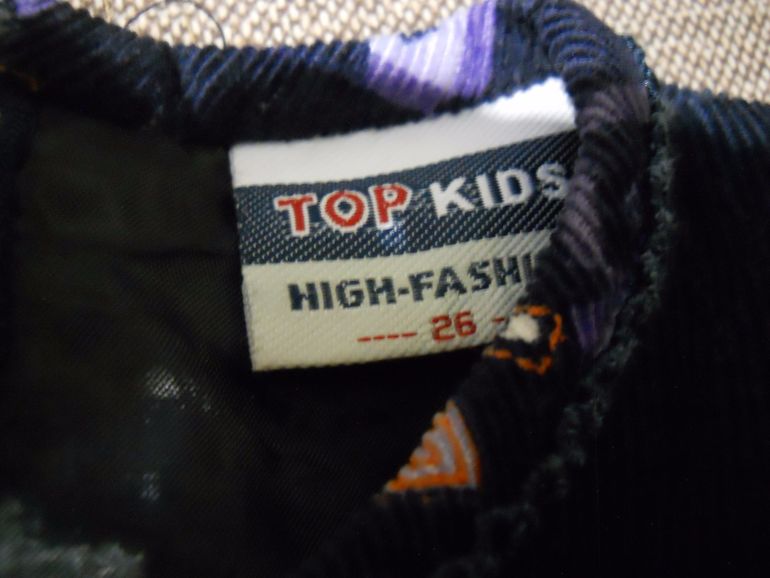 TOP KIDS
HIGH-FASHI
---- 26 -